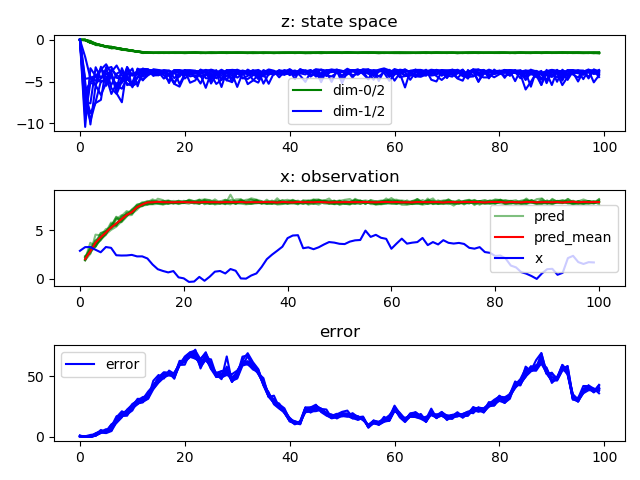 z: state space
0
−5
−10
dim-0/2
dim-1/2
0 20 40 60 80 100
x: observation
5
0
pred
pred_mean
x
0 20 40 60 80 100
error
50
0
error
0 20 40 60 80 100